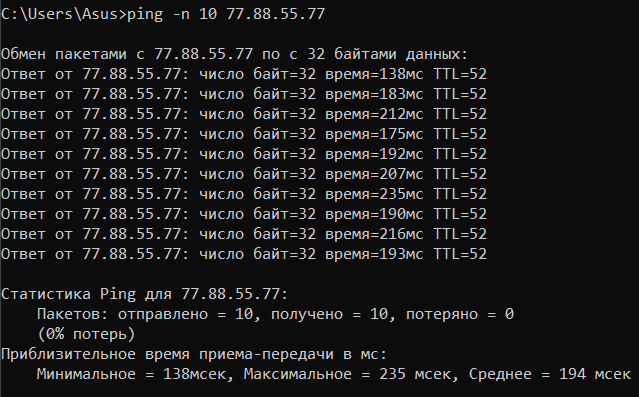 C:\Users\Asus>ping -n 10 77.88.55.77
Обмен пакетами с 77.88.55.77 по с 32 байтами данных:
Ответ от 77.88.55.77: число байт=32 время=138мс TTL=52
Ответ от 77.88.55.77: число байт=32 время=183мс TTL=52
Ответ от 77.88.55.77: число байт=32 время=212мс TTL=52
Ответ от 77.88.55.77: число байт=32 время=175мс TTL=52
Ответ от 77.88.55.77: число байт=32 время=192мс TTL=52
Ответ от 77.88.55.77: число байт=32 время=207мс TTL=52
Ответ от 77.88.55.77: число байт=32 время=235мс TTL=52
Ответ от 77.88.55.77: число байт=32 время=190мс TTL=52
Ответ от 77.88.55.77: число байт=32 время=216мс TTL=52
Ответ от 77.88.55.77: число байт=32 время=193мс TTL=52
Статистика Ping для 77.88.55.77:
Пакетов: отправлено = 10, получено = 10, потеряно = 0
(0% потерь)
Приблизительное время приема-передачи в мс:
Минимальное = 138мсек, Максимальное = 235 мсек, Среднее = 194 мсек